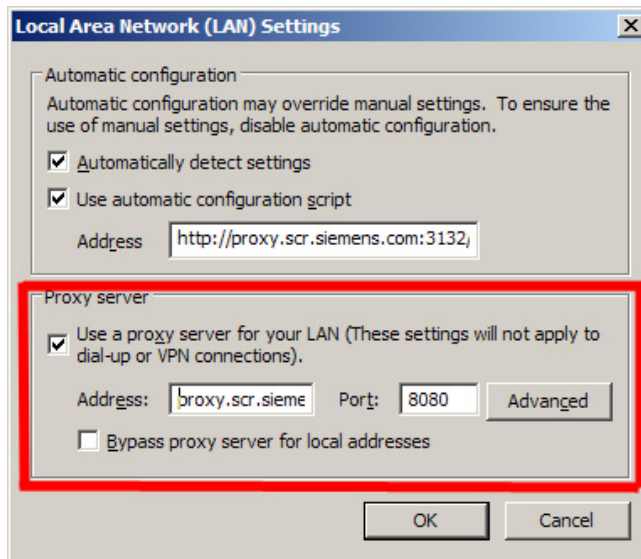 Local Area Network (LAN) Settings
Automatic configuration
Automatic configuration may override manual settings. To ensure the
use of manual settings, disable automatic configuration.
Automatically detect settings
Use automatic configuration script
Address http://proxy.scr.siemens.com:3132/
Proxy server
Use a proxy server for your LAN (These settings will not apply to
dial-up or VPN connections).
Address: proxy.scr.sieme Port: 8080 Advanced
Bypass proxy server for local addresses
OK Cancel